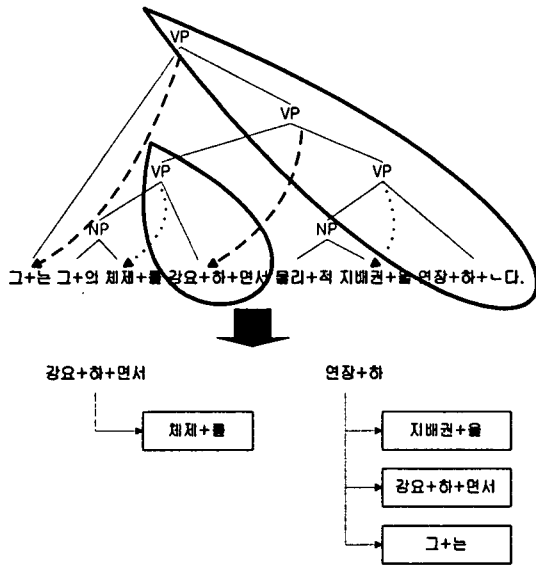 VP
VP
VP VP
NP NP
그+는 그+의 체제+를 강요+하+면서 물리+적 지배권+을 연장+하+ㄴ다.
강요+하+면서 연장+하
체제+를 지배권+을
강요+하+면서
그+는